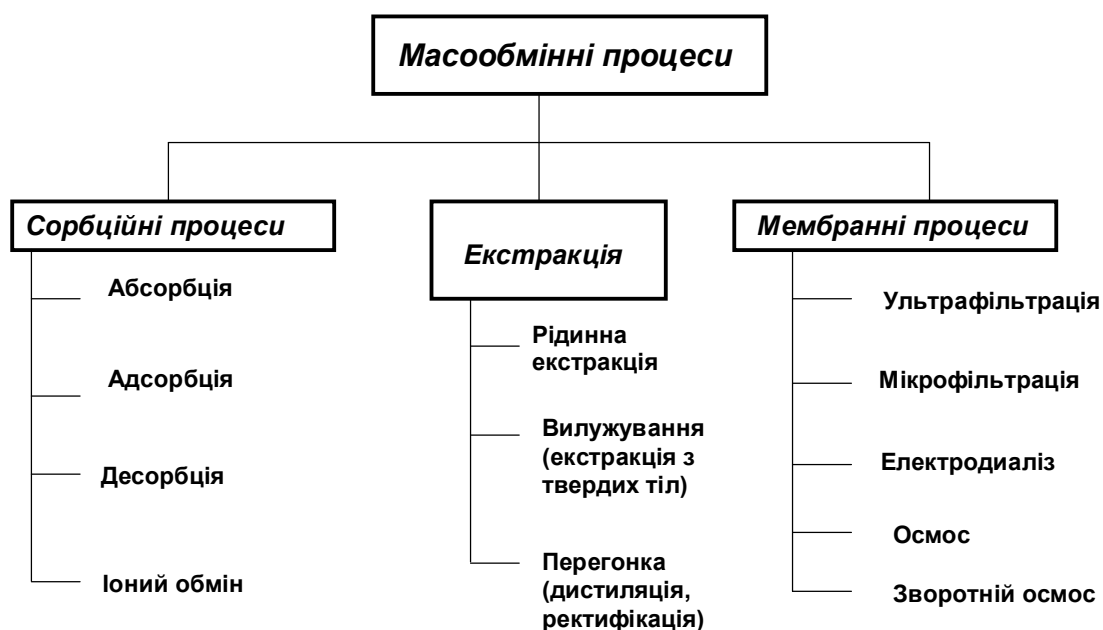 Масообмінні процеси
Сорбційні процеси
Абсорбція
Адсорбція
Десорбція
Іоний обмін
Екстракція
Рідинна
екстракція
Вилужування
(екстракція з
твердих тіл)
Перегонка
(дистиляція,
ректифікація)
Мембранні процеси
Ультрафільтрація
Мікрофільтрація
Електродиаліз
Осмос
Зворотній осмос